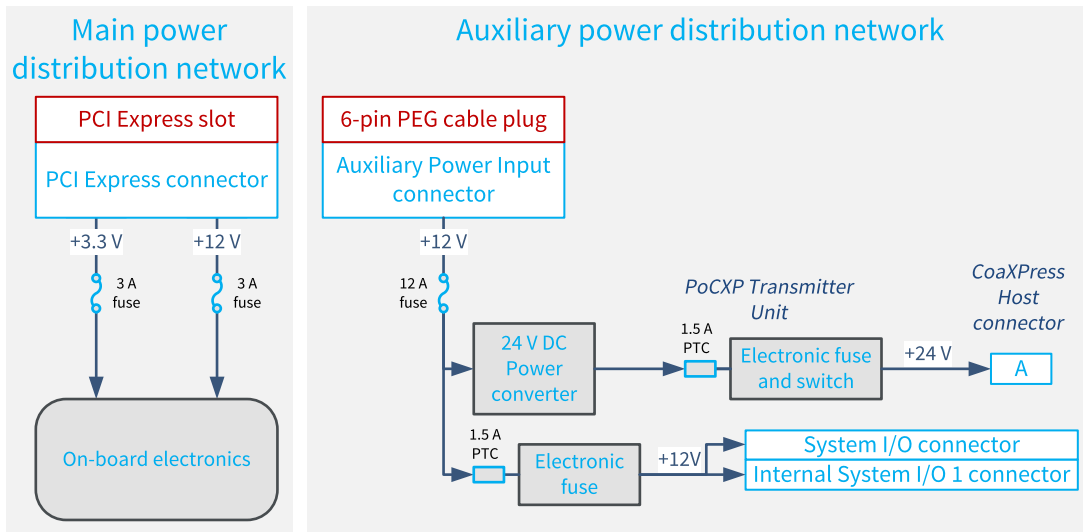 Main power
distribution network
PCI Express slot
PCI Express connector
+3.3 V
+12 V
3 A
fuse
3 A
fuse
On-board electronics
Auxiliary power distribution network
6-pin PEG cable plug
Auxiliary Power Input
connector
+12 V
12 A
fuse
24 V DC
Power
converter
PoCXP Transmitter
Unit
1.5 A
PTC
Electronic fuse
and switch
+24 V
CoaXPress
Host
connector
A
1.5 A
PTC
Electronic
fuse
+12V
System I/O connector
Internal System I/O 1 connector